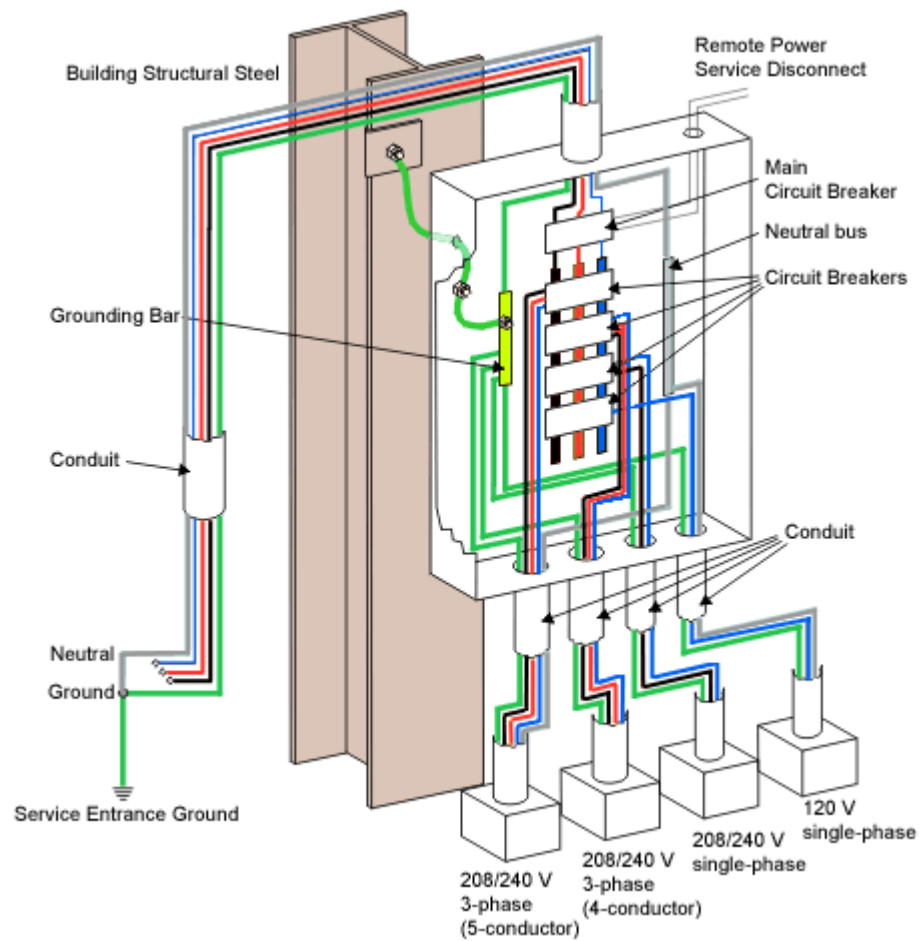 Building Structural Steel
Remote Power
Service Disconnect
Main
Circuit Breaker
Neutral bus
Circuit Breakers
Grounding Bar
Conduit
Conduit
Neutral
Ground
Service Entrance Ground
208/240 V
3-phase
(5-conductor)
208/240 V
3-phase
(4-conductor)
208/240 V
single-phase
120 V
single-phase